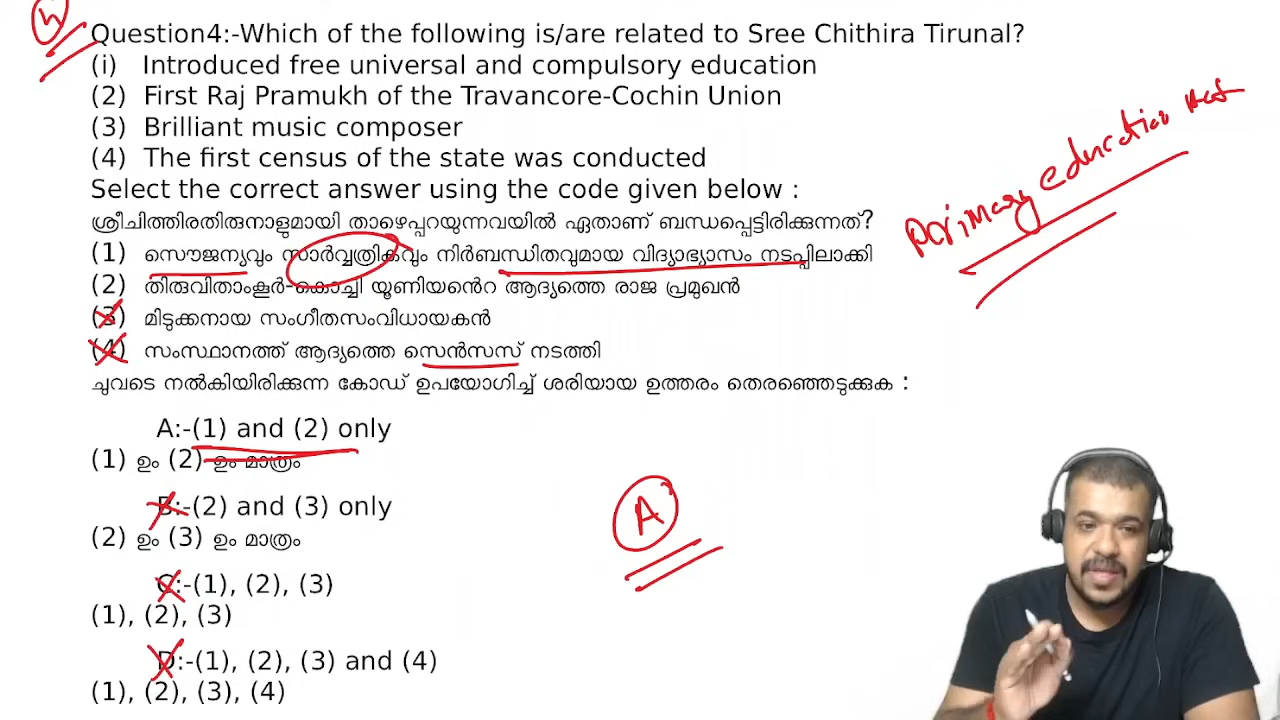 4
Question4:-Which of the following is/are related to Sree Chithira Tirunal?
(i) Introduced free universal and compulsory education
(2) First Raj Pramukh of the Travancore-Cochin Union
(3) Brilliant music composer
(4) The first census of the state was conducted
Select the correct answer using the code given below :
ശ്രീചിത്തിരതിരുനാളുമായി താഴെപ്പറയുന്നവയിൽ ഏതാണ് ബന്ധപ്പെട്ടിരിക്കുന്നത്?
(1) സൌജന്യവും സാർവ്വത്രികവും നിർബന്ധിതവുമായ വിദ്യാഭ്യാസം നടപ്പിലാക്കി
(2) തിരുവിതാംകൂർ-കൊച്ചി യൂണിയൻെറ ആദ്യത്തെ രാജ പ്രമുഖൻ
(3) മിടുക്കനായ സംഗീതസംവിധായകൻ
(4) സംസ്ഥാനത്ത് ആദ്യത്തെ സെൻസസ് നടത്തി
ചുവടെ നൽകിയിരിക്കുന്ന കോഡ് ഉപയോഗിച്ച് ശരിയായ ഉത്തരം തെരഞ്ഞെടുക്കുക :
A:-(1) and (2) only
(1) ഉം (2) ഉം മാത്രം
B:-(2) and (3) only
(2) ഉം (3) ഉം മാത്രം
C:-(1), (2), (3)
(1), (2), (3)
D:-(1), (2), (3) and (4)
(1), (2), (3), (4)
Primary education Act
A